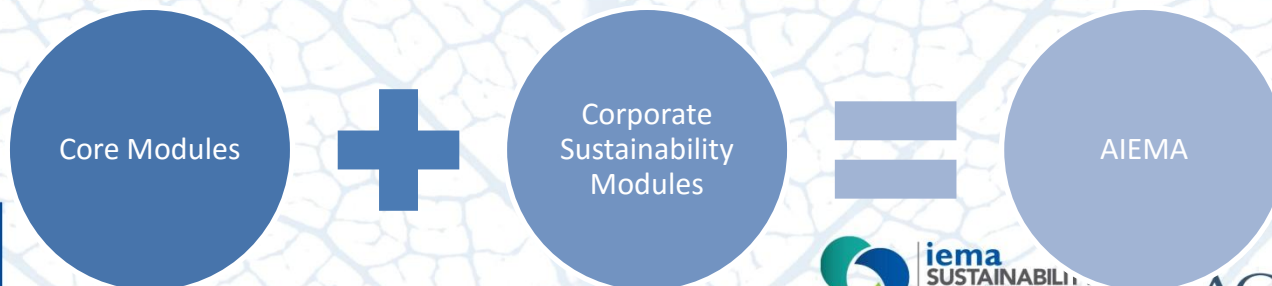 Core Modules
Corporate
Sustainability
Modules
AIEMA
iema